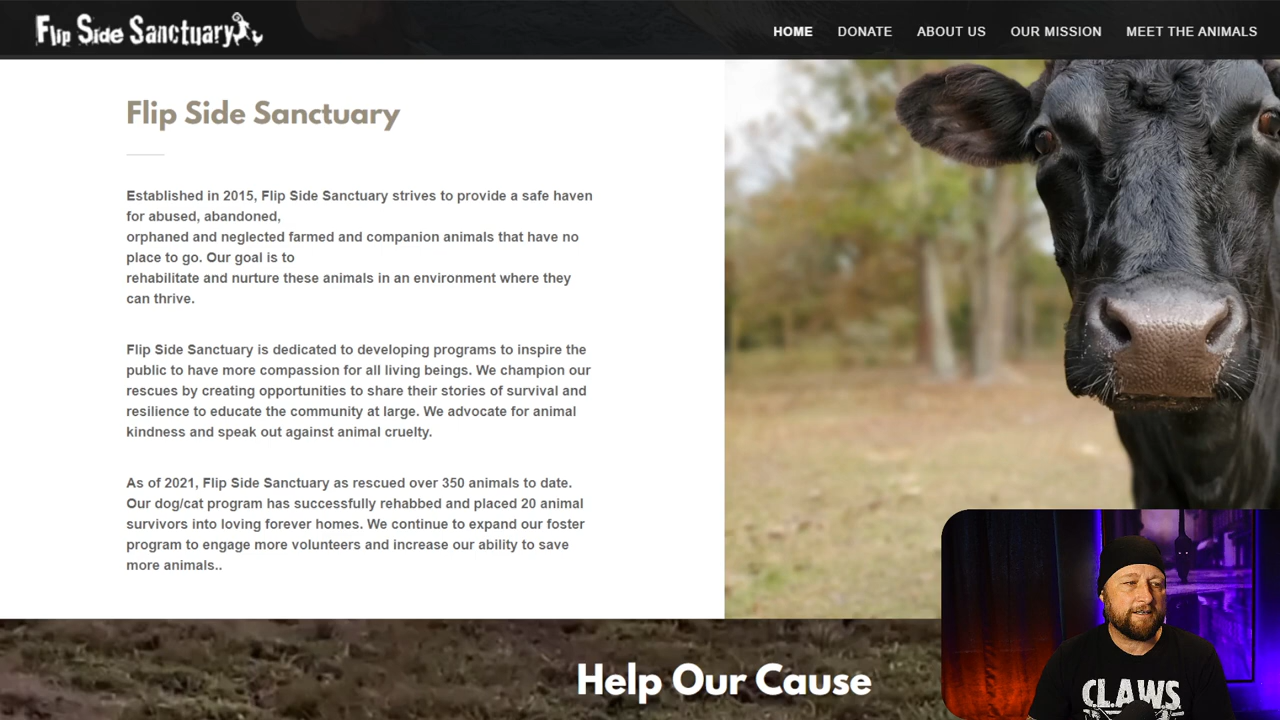 Flip Side Sanctuary
HOME DONATE ABOUT US OUR MISSION MEET THE ANIMALS
Flip Side Sanctuary
Established in 2015, Flip Side Sanctuary strives to provide a safe haven
for abused, abandoned,
orphaned and neglected farmed and companion animals that have no
place to go. Our goal is to
rehabilitate and nurture these animals in an environment where they
can thrive.
Flip Side Sanctuary is dedicated to developing programs to inspire the
public to have more compassion for all living beings. We champion our
rescues by creating opportunities to share their stories of survival and
resilience to educate the community at large. We advocate for animal
kindness and speak out against animal cruelty.
As of 2021, Flip Side Sanctuary as rescued over 350 animals to date.
Our dog/cat program has successfully rehabbed and placed 20 animal
survivors into loving forever homes. We continue to expand our foster
program to engage more volunteers and increase our ability to save
more animals..
Help Our Cause
C.L.A.W.S.